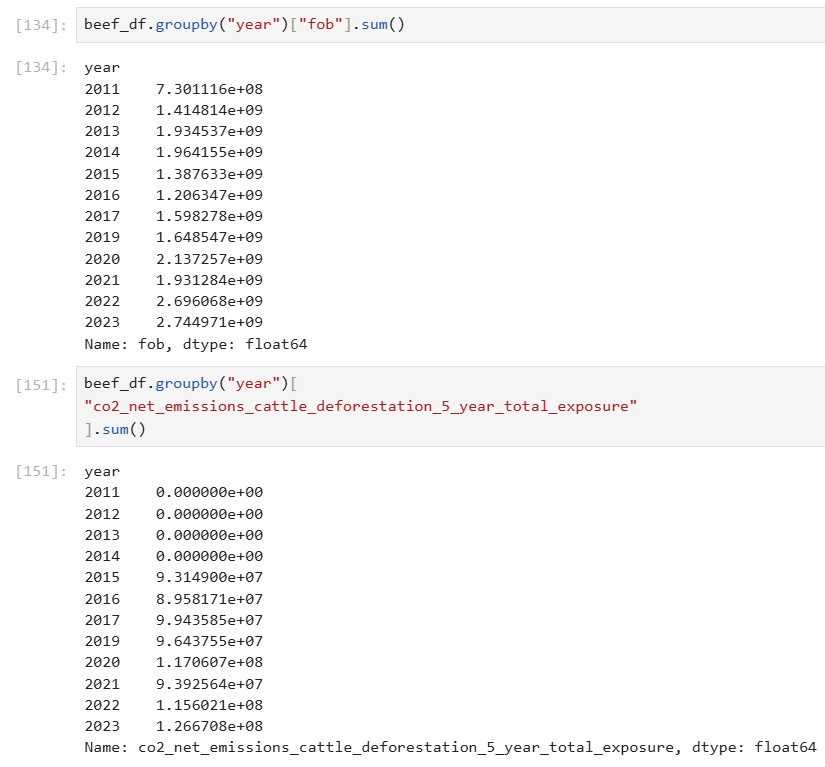 [134]: beef_df.groupby("year")["fob"].sum()
[134]: year
2011    7.301116e+08
2012    1.414814e+09
2013    1.934537e+09
2014    1.964155e+09
2015    1.387633e+09
2016    1.206347e+09
2017    1.598278e+09
2019    1.648547e+09
2020    2.137257e+09
2021    1.931284e+09
2022    2.696068e+09
2023    2.744971e+09
Name: fob, dtype: float64
[151]: beef_df.groupby("year")[
"co2_net_emissions_cattle_deforestation_5_year_total_exposure"
].sum()
[151]: year
2011    0.000000e+00
2012    0.000000e+00
2013    0.000000e+00
2014    0.000000e+00
2015    9.314900e+07
2016    8.958171e+07
2017    9.943585e+07
2019    9.643755e+07
2020    1.170607e+08
2021    9.392564e+07
2022    1.156021e+08
2023    1.266708e+08
Name: co2_net_emissions_cattle_deforestation_5_year_total_exposure, dtype: float64